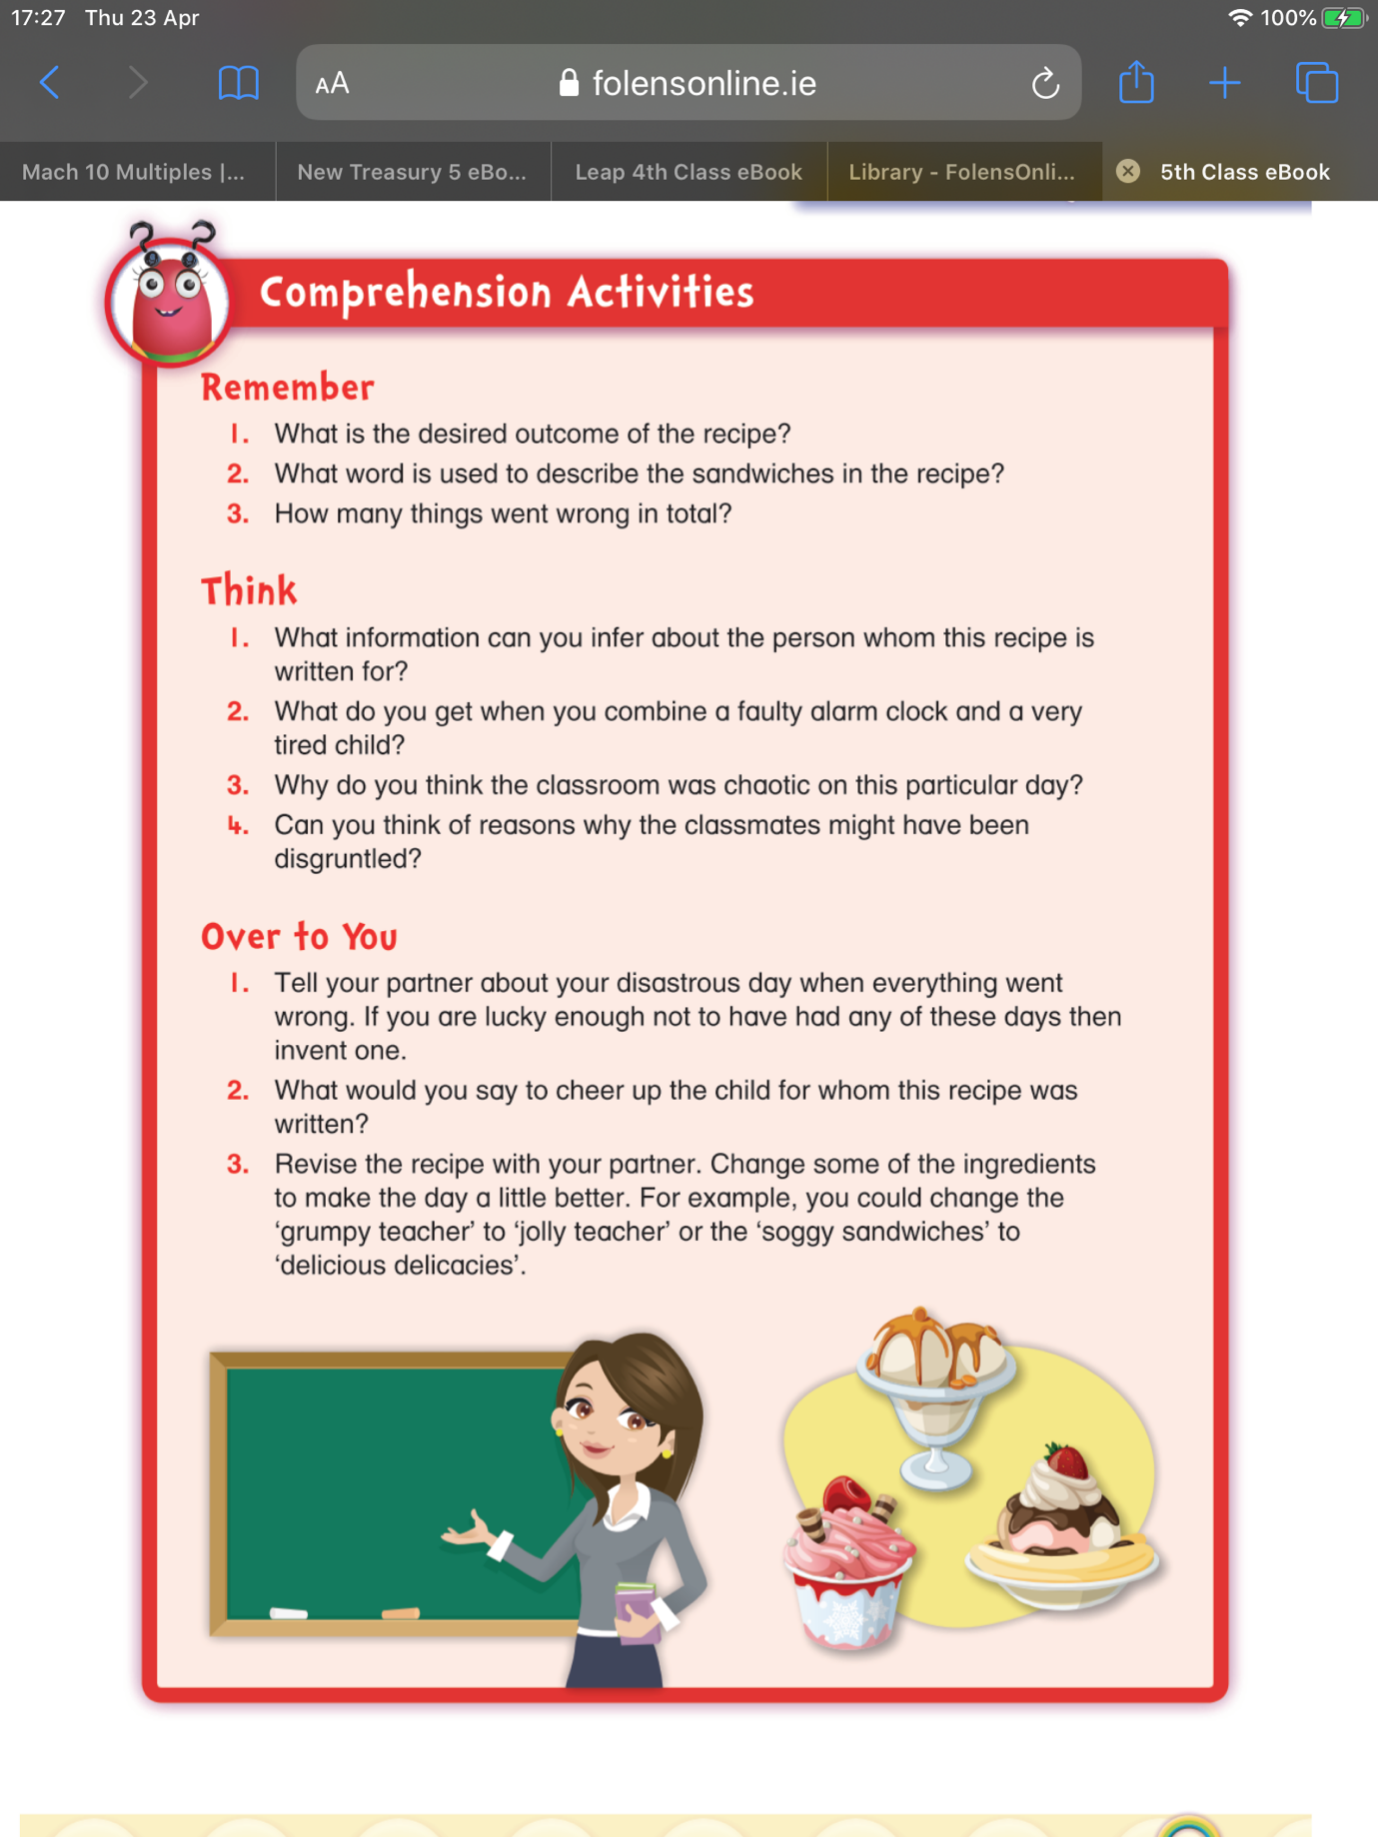 17:27 Thu 23 Apr
100%
AA
folensonline.ie
Mach 10 Multiples |...
New Treasury 5 eBo...
Leap 4th Class eBook
Library - FolensOnli...
5th Class eBook
Comprehension Activities
Remember
1. What is the desired outcome of the recipe?
2. What word is used to describe the sandwiches in the recipe?
3. How many things went wrong in total?
Think
1. What information can you infer about the person whom this recipe is
written for?
2. What do you get when you combine a faulty alarm clock and a very
tired child?
3. Why do you think the classroom was chaotic on this particular day?
4. Can you think of reasons why the classmates might have been
disgruntled?
Over to You
1. Tell your partner about your disastrous day when everything went
wrong. If you are lucky enough not to have had any of these days then
invent one.
2. What would you say to cheer up the child for whom this recipe was
written?
3. Revise the recipe with your partner. Change some of the ingredients
to make the day a little better. For example, you could change the
‘grumpy teacher’ to ‘jolly teacher’ or the ‘soggy sandwiches’ to
‘delicious delicacies’.